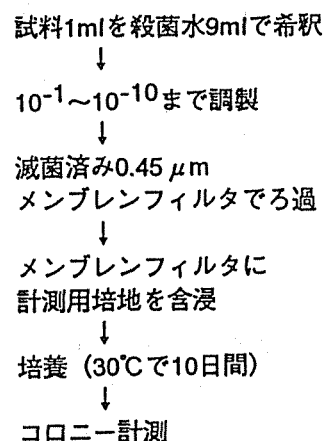 試料1mlを殺菌水9mlで希釈
↓
10⁻¹～10⁻¹⁰まで調製
↓
滅菌済み0.45 μm
メンブレンフィルタでろ過
↓
メンブレンフィルタに
計測用培地を含浸
↓
培養（30℃で10日間）
↓
コロニー計測